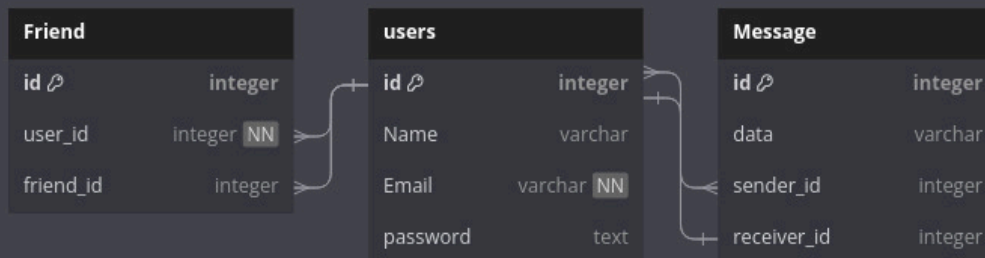 Friend
id integer
user_id integer NN
friend_id integer
users
id integer
Name varchar
Email varchar NN
password text
Message
id integer
data varchar
sender_id integer
receiver_id integer